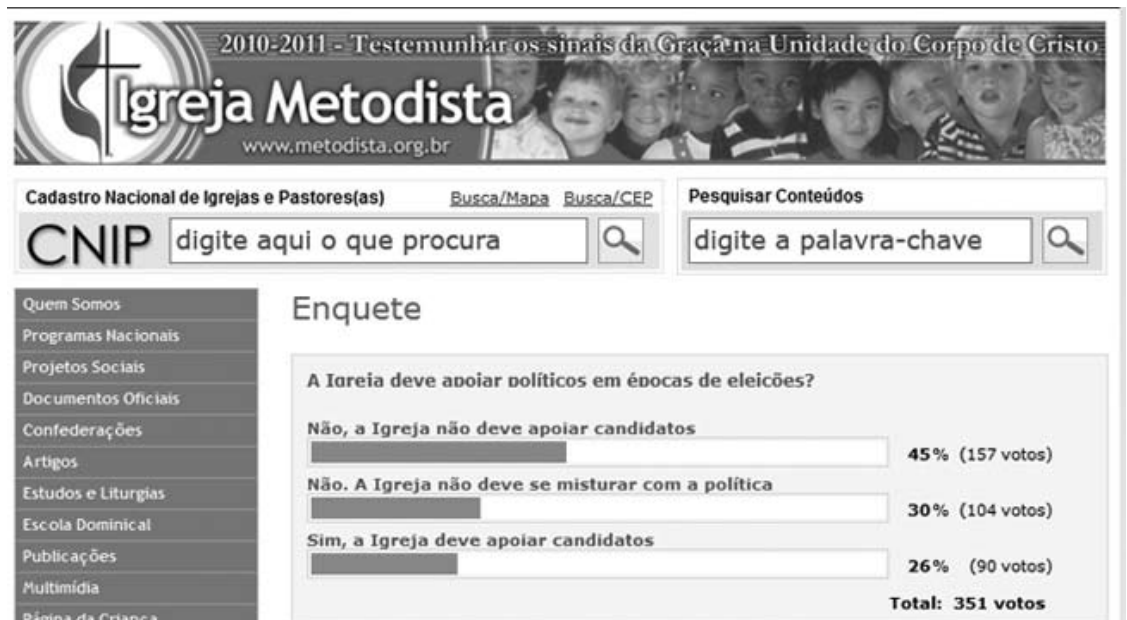 2010-2011 - Testemunhar os sinais da Graça na Unidade do Corpo de Cristo
Igreja Metodista
www.metodista.org.br
Cadastro Nacional de Igrejas e Pastores(as) Busca/Mapa Busca/CEP
CNIP digite aqui o que procura
Pesquisar Conteúdos
digite a palavra-chave
Quem Somos
Programas Nacionais
Projetos Sociais
Documentos Oficiais
Confederações
Artigos
Estudos e Liturgias
Escola Dominical
Publicações
Multimídia
Página da Criança
Enquete
A Igreja deve apoiar políticos em épocas de eleições?
Não, a Igreja não deve apoiar candidatos
45% (157 votos)
Não. A Igreja não deve se misturar com a política
30% (104 votos)
Sim, a Igreja deve apoiar candidatos
26% (90 votos)
Total: 351 votos